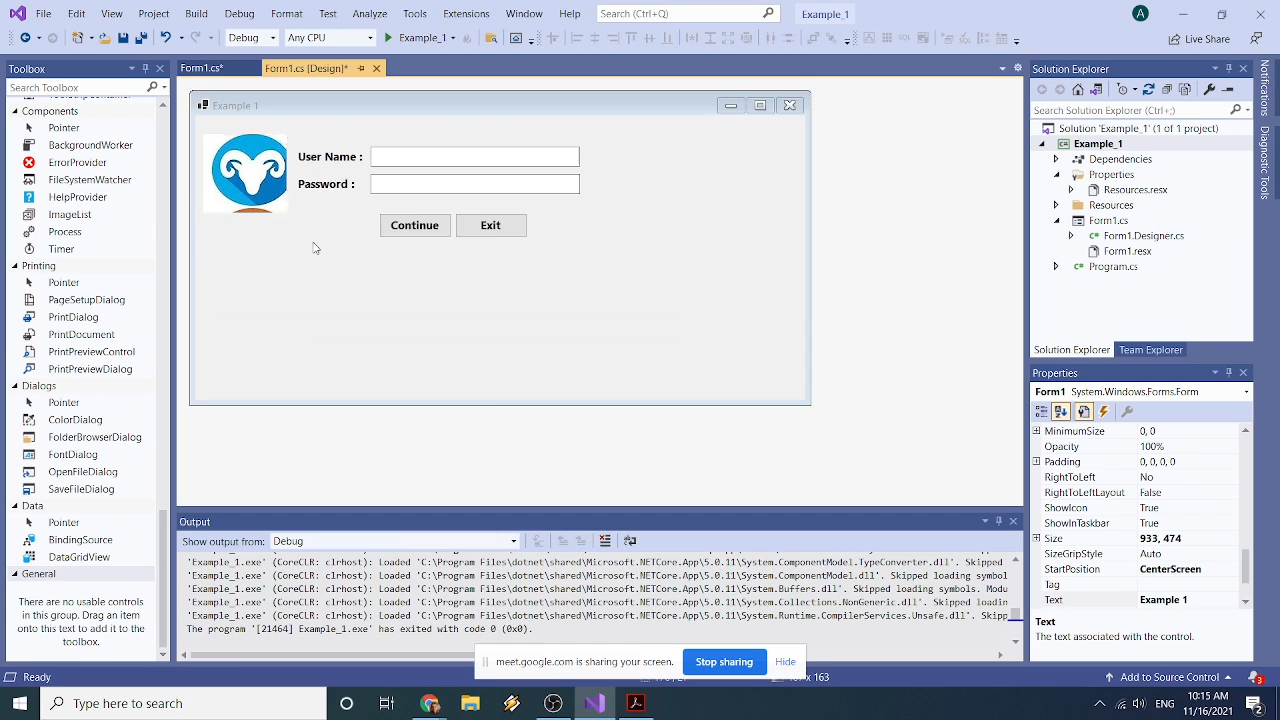 File Edit View Git Project Build Debug Format Test Analyze Tools Extensions Window Help Search (Ctrl+Q) Example_1 A
Debug Any CPU Example_1 SQL SQL Live Share
Toolbox
Search Toolbox
Components
Pointer
BackgroundWorker
ErrorProvider
FileSystemWatcher
HelpProvider
ImageList
Process
Timer
Printing
Pointer
PageSetupDialog
PrintDialog
PrintDocument
PrintPreviewControl
PrintPreviewDialog
Dialogs
Pointer
ColorDialog
FolderBrowserDialog
FontDialog
OpenFileDialog
SaveFileDialog
Data
Pointer
BindingSource
DataGridView
General
There are no usable controls
in this group. Drag an item
onto this text to add it to the
toolbox.
Form1.cs* Form1.cs [Design]*
Example 1
User Name :
Password :
Continue Exit
Output
Show output from: Debug
'Example_1.exe' (CoreCLR: clrhost): Loaded 'C:\Program Files\dotnet\shared\Microsoft.NETCore.App\5.0.11\System.ComponentModel.TypeConverter.dll'. Skipped
'Example_1.exe' (CoreCLR: clrhost): Loaded 'C:\Program Files\dotnet\shared\Microsoft.NETCore.App\5.0.11\System.ComponentModel.dll'. Skipped loading symbol
'Example_1.exe' (CoreCLR: clrhost): Loaded 'C:\Program Files\dotnet\shared\Microsoft.NETCore.App\5.0.11\System.Buffers.dll'. Skipped loading symbols. Modu
'Example_1.exe' (CoreCLR: clrhost): Loaded 'C:\Program Files\dotnet\shared\Microsoft.NETCore.App\5.0.11\System.Collections.NonGeneric.dll'. Skipped loadin
'Example_1.exe' (CoreCLR: clrhost): Loaded 'C:\Program Files\dotnet\shared\Microsoft.NETCore.App\5.0.11\System.Runtime.CompilerServices.Unsafe.dll'. Skipp
The program '[21464] Example_1.exe' has exited with code 0 (0x0).
Solution Explorer
Search Solution Explorer (Ctrl+;)
Solution 'Example_1' (1 of 1 project)
Example_1
Dependencies
Properties
Resources.resx
Resources
Form1.cs
Form1.Designer.cs
Form1.resx
Program.cs
Solution Explorer Team Explorer
Properties
Form1 System.Windows.Forms.Form
MinimumSize 0, 0
Opacity 100%
Padding 0, 0, 0, 0
RightToLeft No
RightToLeftLayout False
ShowIcon True
ShowInTaskbar True
Size 933, 474
SizeGripStyle Auto
StartPosition CenterScreen
Tag
Text Example 1
Text
The text associated with the control.
Notifications
Diagnostic Tools
meet.google.com is sharing your screen. Stop sharing Hide
Ready Add to Source Control 3
Type here to search 10:15 AM
11/16/2021 2